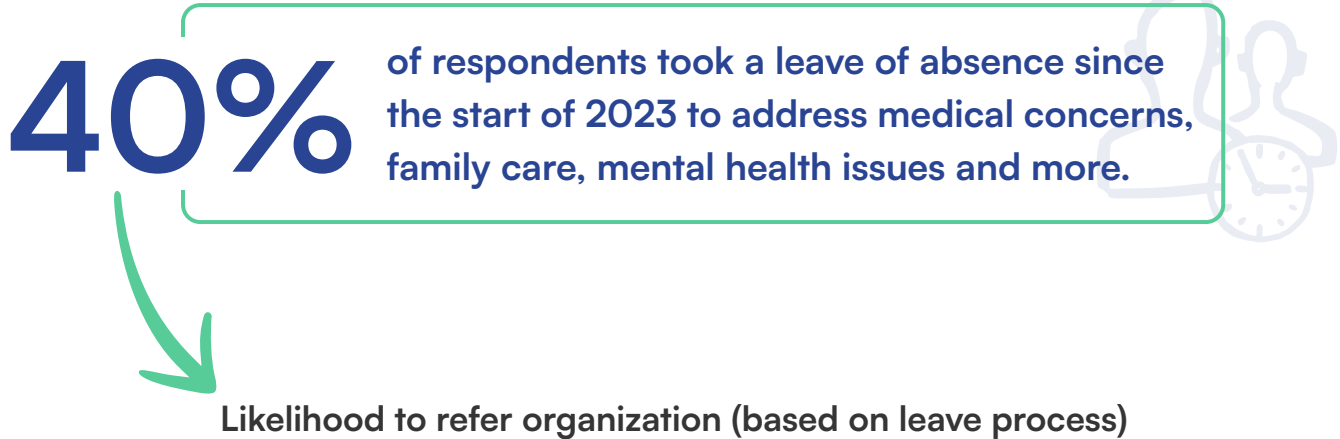 40%
of respondents took a leave of absence since
the start of 2023 to address medical concerns,
family care, mental health issues and more.
Likelihood to refer organization (based on leave process)